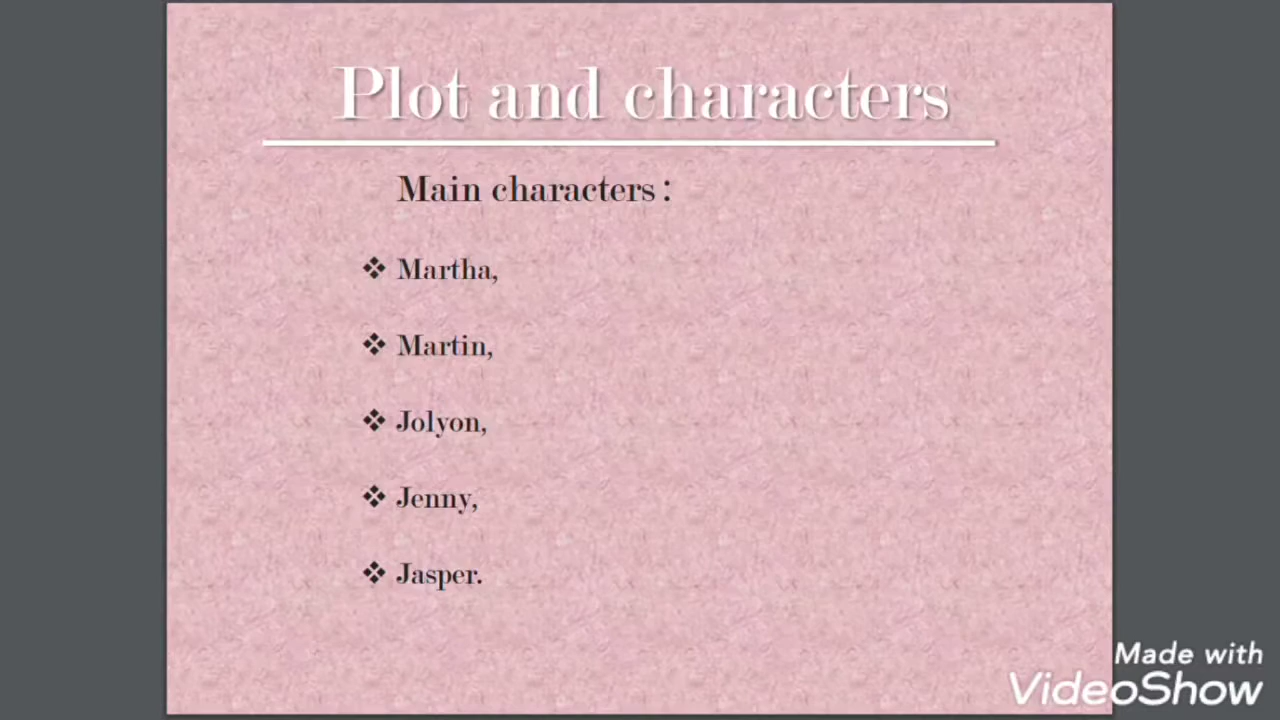 Plot and characters
Main characters:
❖ Martha,
❖ Martin,
❖ Jolyon,
❖ Jenny,
❖ Jasper.
Made with
VideoShow